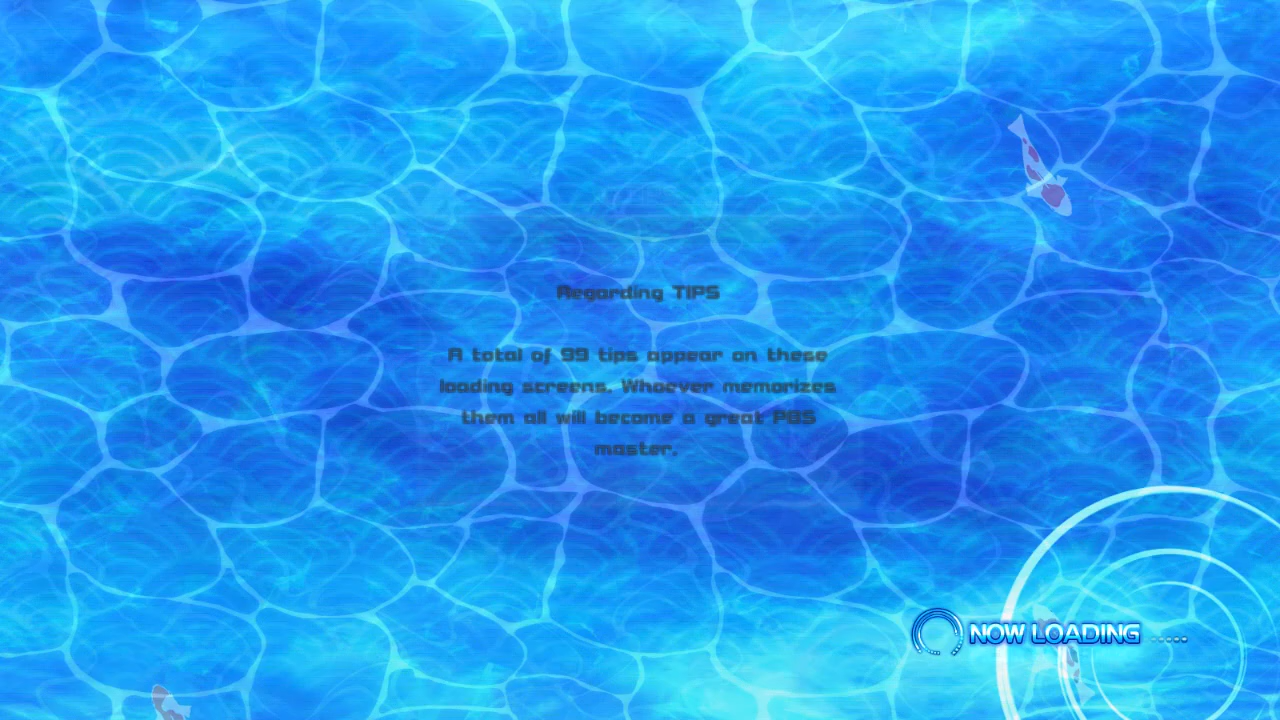 Regarding TIPS
A total of 99 tips appear on these
loading screens. Whoever memorizes
them all will become a great PBS
master.
NOW LOADING .....